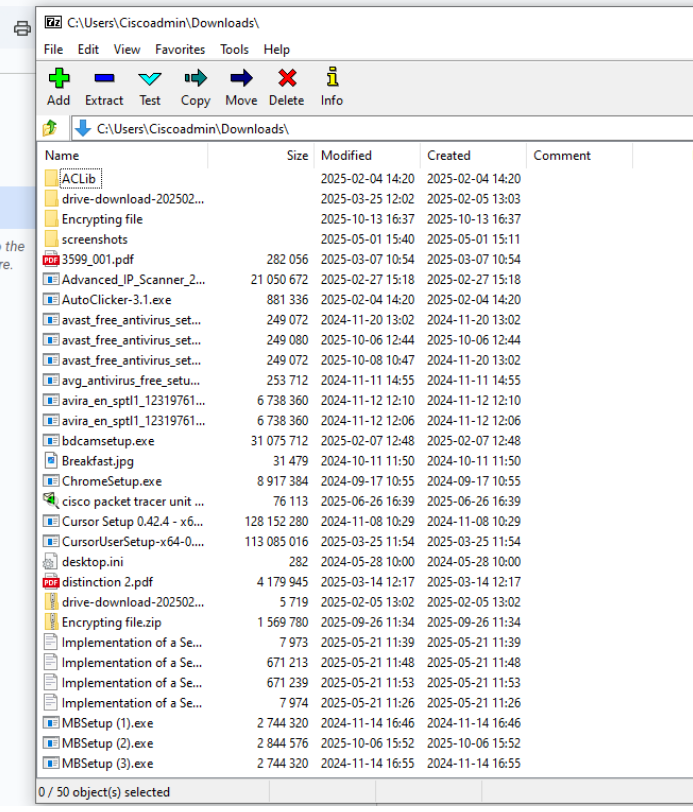 7z C:\Users\Ciscoadmin\Downloads\
File Edit View Favorites Tools Help
Add Extract Test Copy Move Delete Info
C:\Users\Ciscoadmin\Downloads\
Name Size Modified Created Comment
ACLib 2025-02-04 14:20 2025-02-04 14:20
drive-download-202502... 2025-03-25 12:02 2025-02-05 13:03
Encrypting file 2025-10-13 16:37 2025-10-13 16:37
screenshots 2025-05-01 15:40 2025-05-01 15:11
the
PDF 3599_001.pdf 282 056 2025-03-07 10:54 2025-03-07 10:54
re.
Advanced_IP_Scanner_2... 21 050 672 2025-02-27 15:18 2025-02-27 15:18
AutoClicker-3.1.exe 881 336 2025-02-04 14:20 2025-02-04 14:20
avast_free_antivirus_set... 249 072 2024-11-20 13:02 2024-11-20 13:02
avast_free_antivirus_set... 249 080 2025-10-06 12:44 2025-10-06 12:44
avast_free_antivirus_set... 249 072 2025-10-08 10:47 2024-11-20 13:02
avg_antivirus_free_setu... 253 712 2024-11-11 14:55 2024-11-11 14:55
avira_en_sptl1_12319761... 6 738 360 2024-11-12 12:10 2024-11-12 12:10
avira_en_sptl1_12319761... 6 738 360 2024-11-12 12:06 2024-11-12 12:06
bdcamsetup.exe 31 075 712 2025-02-07 12:48 2025-02-07 12:48
Breakfast.jpg 31 479 2024-10-11 11:50 2024-10-11 11:50
ChromeSetup.exe 8 917 384 2024-09-17 10:55 2024-09-17 10:55
cisco packet tracer unit ... 76 113 2025-06-26 16:39 2025-06-26 16:39
Cursor Setup 0.42.4 - x6... 128 152 280 2024-11-08 10:29 2024-11-08 10:29
CursorUserSetup-x64-0.... 113 085 016 2025-03-25 11:54 2025-03-25 11:54
desktop.ini 282 2024-05-28 10:00 2024-05-28 10:00
PDF distinction 2.pdf 4 179 945 2025-03-14 12:17 2025-03-14 12:17
drive-download-202502... 5 719 2025-02-05 13:02 2025-02-05 13:02
Encrypting file.zip 1 569 780 2025-09-26 11:34 2025-09-26 11:34
Implementation of a Se... 7 973 2025-05-21 11:39 2025-05-21 11:39
Implementation of a Se... 671 213 2025-05-21 11:48 2025-05-21 11:48
Implementation of a Se... 671 239 2025-05-21 11:53 2025-05-21 11:53
Implementation of a Se... 7 974 2025-05-21 11:26 2025-05-21 11:26
MBSetup (1).exe 2 744 320 2024-11-14 16:46 2024-11-14 16:46
MBSetup (2).exe 2 844 576 2025-10-06 15:52 2025-10-06 15:52
MBSetup (3).exe 2 744 320 2024-11-14 16:55 2024-11-14 16:55
0 / 50 object(s) selected